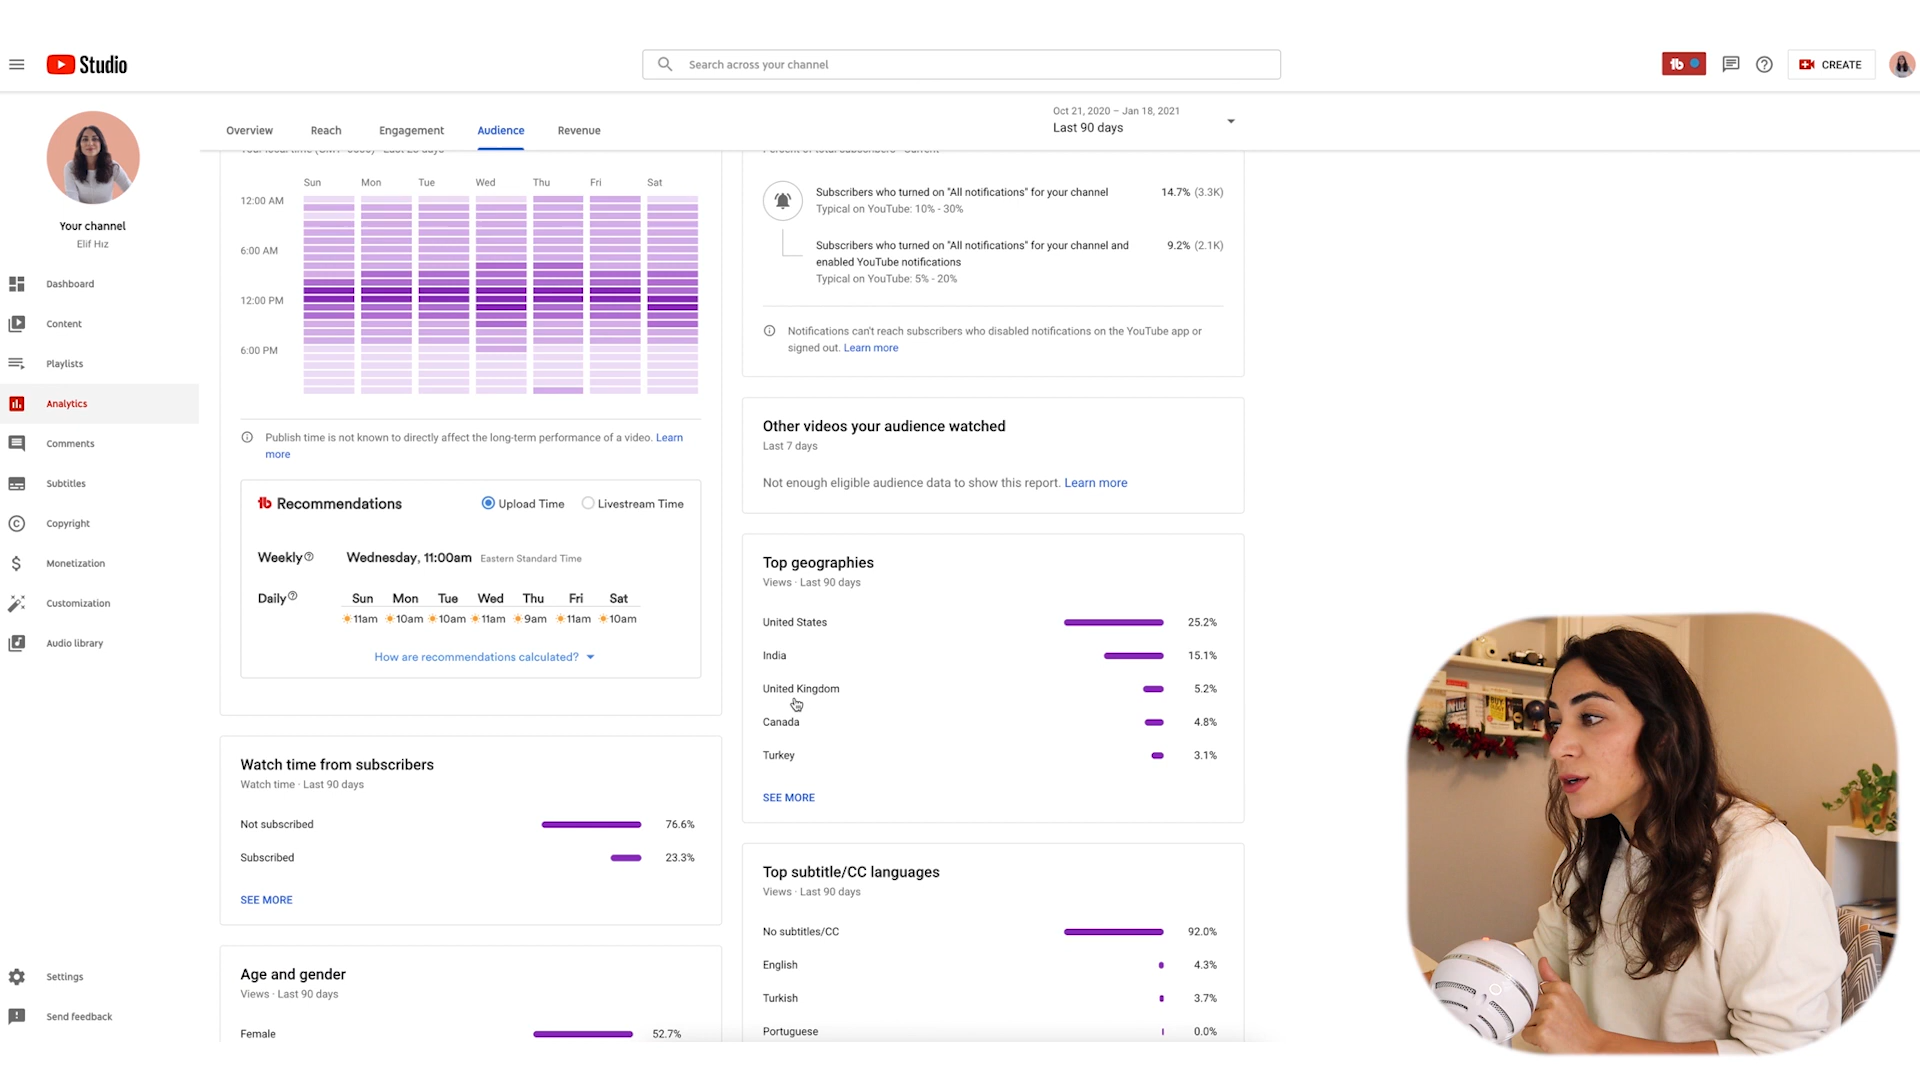 Studio
Search across your channel
CREATE
Overview
Reach
Engagement
Audience
Revenue
Oct 21, 2020 – Jan 18, 2021
Last 90 days
Your channel
Elif Hız
Dashboard
Content
Playlists
Analytics
Comments
Subtitles
Copyright
Monetization
Customization
Audio library
Settings
Send feedback
Sun Mon Tue Wed Thu Fri Sat
12:00 AM
6:00 AM
12:00 PM
6:00 PM
Publish time is not known to directly affect the long-term performance of a video. Learn
more
Recommendations
Upload Time
Livestream Time
Weekly
Wednesday, 11:00am
Eastern Standard Time
Daily
Sun Mon Tue Wed Thu Fri Sat
11am 10am 10am 11am 9am 11am 10am
How are recommendations calculated?
Watch time from subscribers
Watch time · Last 90 days
Not subscribed 76.6%
Subscribed 23.3%
SEE MORE
Age and gender
Views · Last 90 days
Female 52.7%
Subscribers who turned on "All notifications" for your channel 14.7% (3.3K)
Typical on YouTube: 10% - 30%
Subscribers who turned on "All notifications" for your channel and 9.2% (2.1K)
enabled YouTube notifications
Typical on YouTube: 5% - 20%
Notifications can't reach subscribers who disabled notifications on the YouTube app or
signed out. Learn more
Other videos your audience watched
Last 7 days
Not enough eligible audience data to show this report. Learn more
Top geographies
Views · Last 90 days
United States 25.2%
India 15.1%
United Kingdom 5.2%
Canada 4.8%
Turkey 3.1%
SEE MORE
Top subtitle/CC languages
Views · Last 90 days
No subtitles/CC 92.0%
English 4.3%
Turkish 3.7%
Portuguese 0.0%